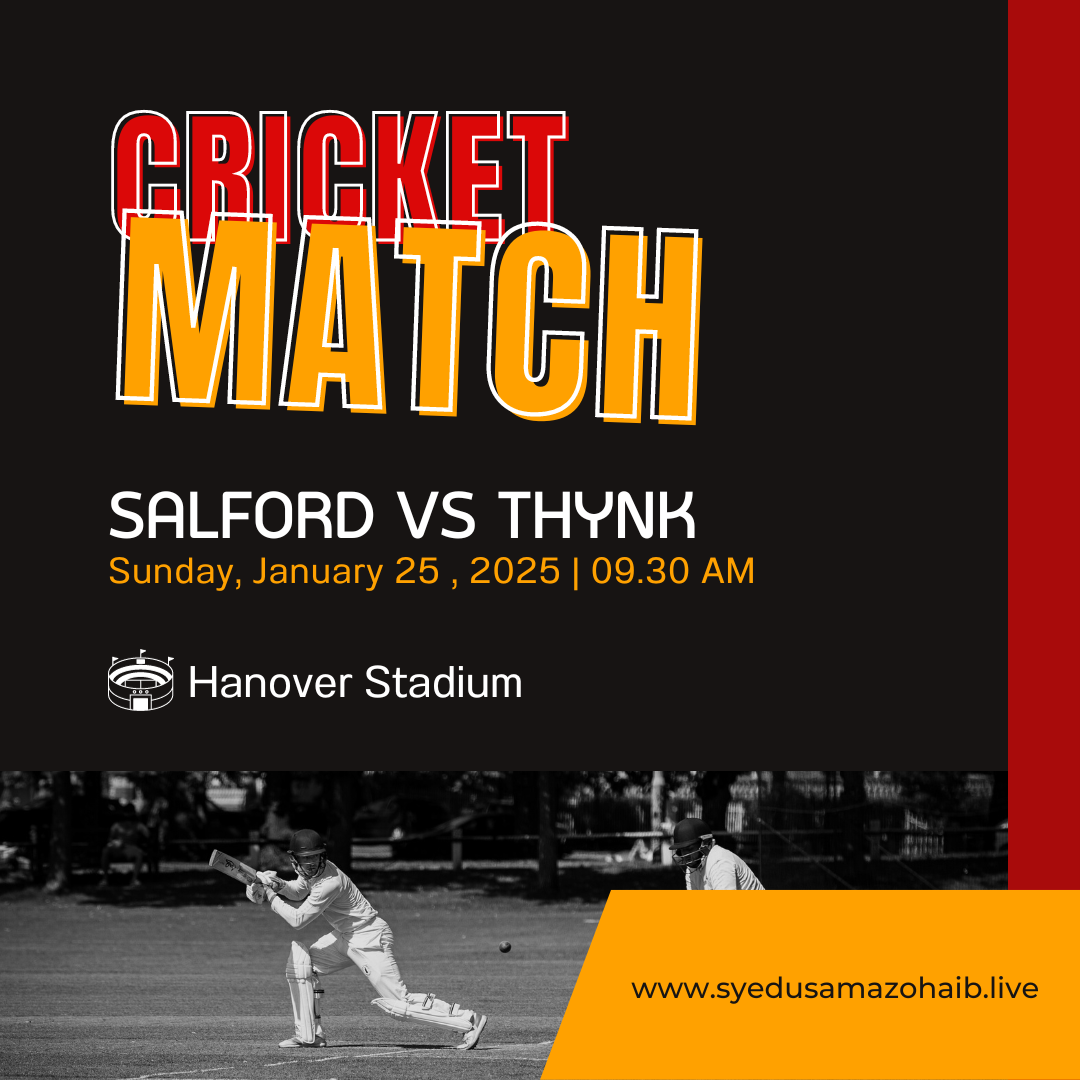 CRICKET
MATCH
SALFORD VS THYNK
Sunday, January 25 , 2025 | 09.30 AM
Hanover Stadium
www.syedusamazohaib.live